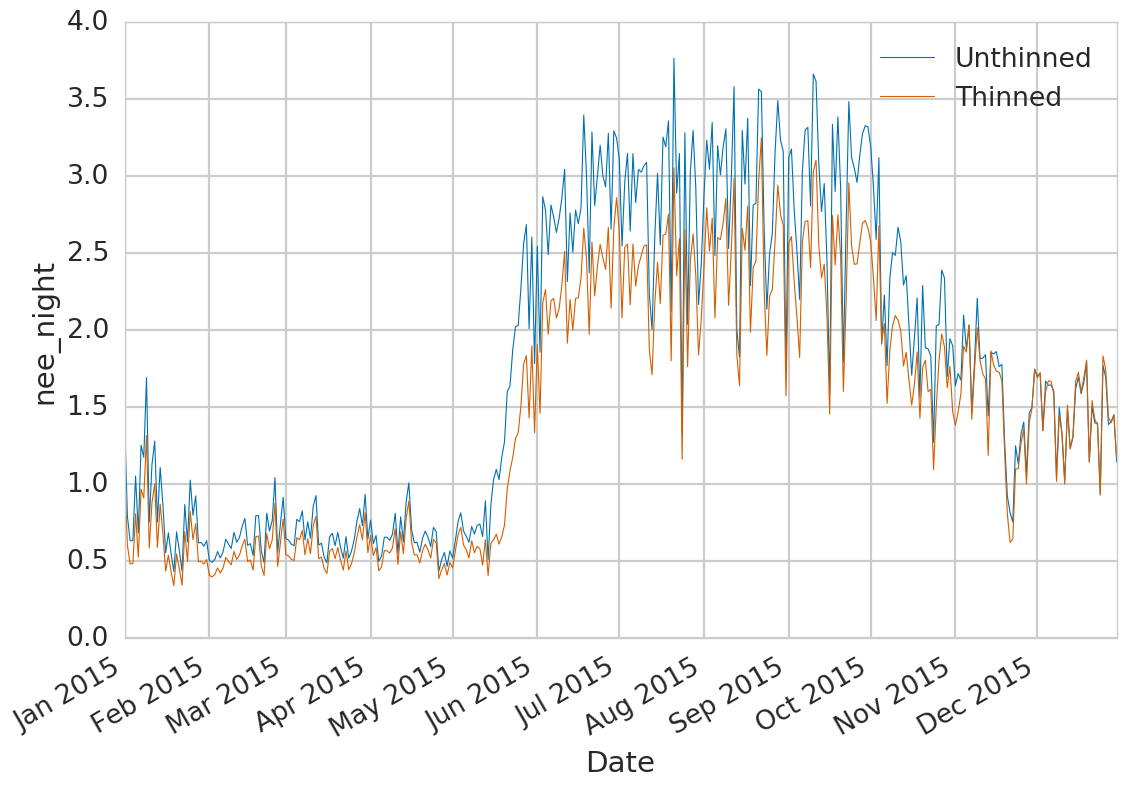 4.0
3.5
3.0
2.5
2.0
1.5
1.0
0.5
0.0
nee_night
Unthinned
Thinned
Jan 2015
Feb 2015
Mar 2015
Apr 2015
May 2015
Jun 2015
Jul 2015
Aug 2015
Sep 2015
Oct 2015
Nov 2015
Dec 2015
Date